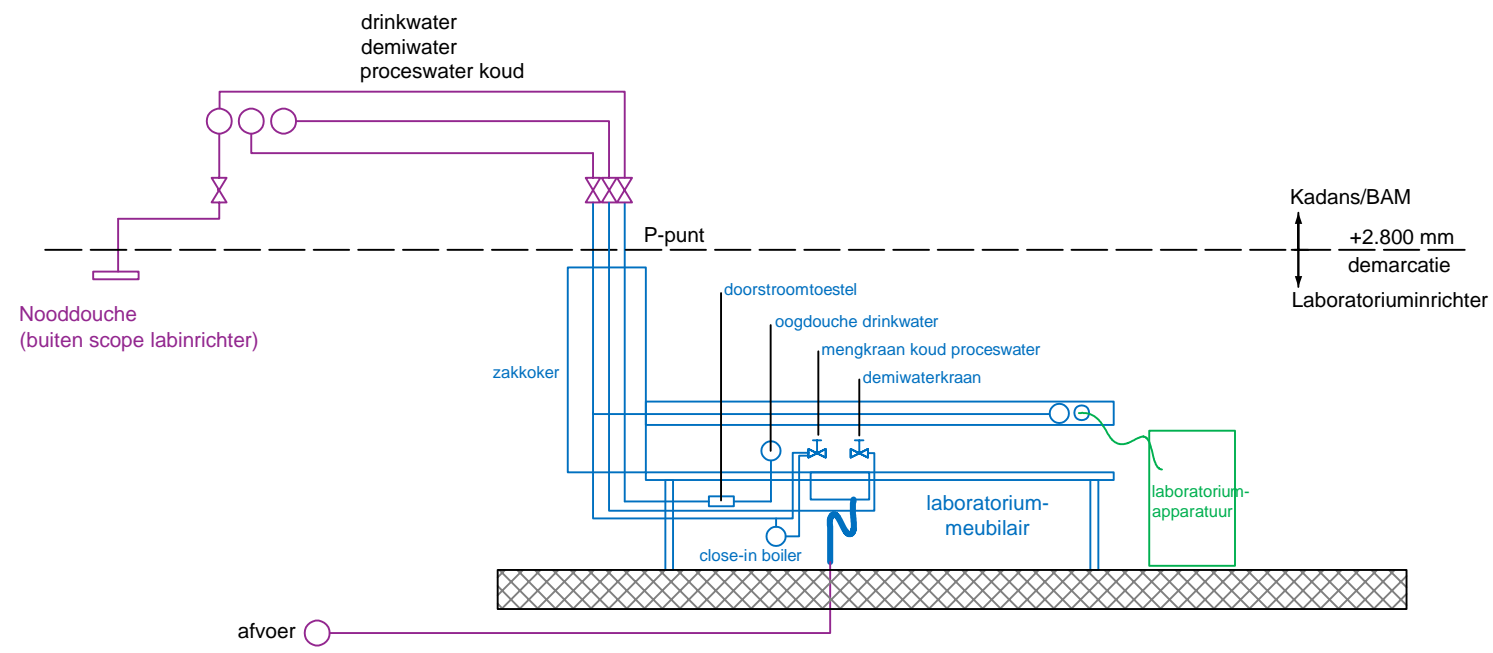 drinkwater
demiwater
proceswater koud
Kadans/BAM
P-punt
+2.800 mm
demarcatie
Laboratoriuminrichter
Nooddouche
(buiten scope labinrichter)
doorstroomtoestel
oogdouche drinkwater
mengkraan koud proceswater
zakkoker
demiwaterkraan
laboratorium-
apparatuur
laboratorium-
meubilair
close-in boiler
afvoer